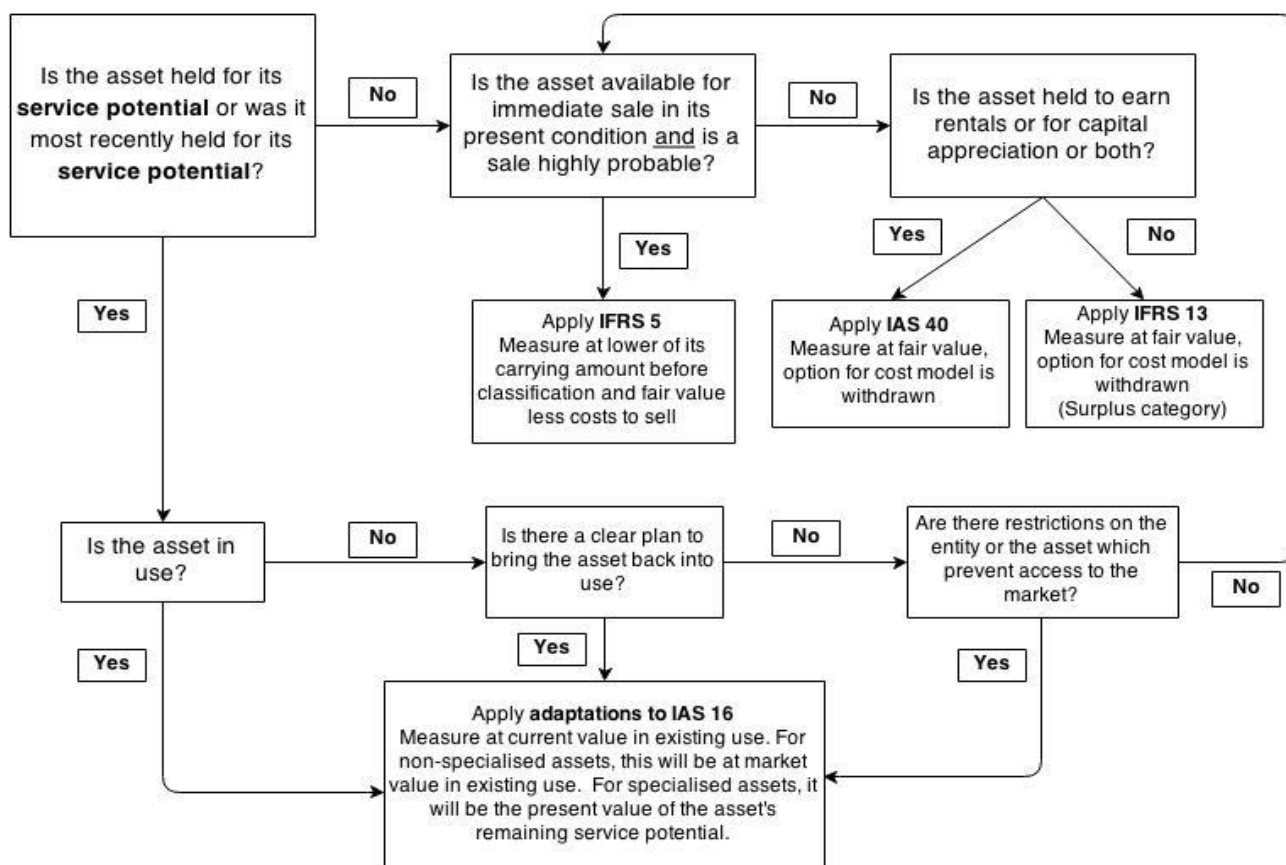 Is the asset held for its
service potential or was it
most recently held for its
service potential?
No
Is the asset available for
immediate sale in its
present condition and is a
sale highly probable?
No
Is the asset held to earn
rentals or for capital
appreciation or both?
Yes
Yes
Yes
No
Apply IFRS 5
Measure at lower of its
carrying amount before
classification and fair value
less costs to sell
Apply IAS 40
Measure at fair value,
option for cost model is
withdrawn
Apply IFRS 13
Measure at fair value,
option for cost model is
withdrawn
(Surplus category)
Is the asset in
use?
No
Is there a clear plan to
bring the asset back into
use?
No
Are there restrictions on the
entity or the asset which
prevent access to the
market?
No
Yes
Yes
Yes
Apply adaptations to IAS 16
Measure at current value in existing use. For
non-specialised assets, this will be at market
value in existing use.  For specialised assets, it
will be the present value of the asset's
remaining service potential.